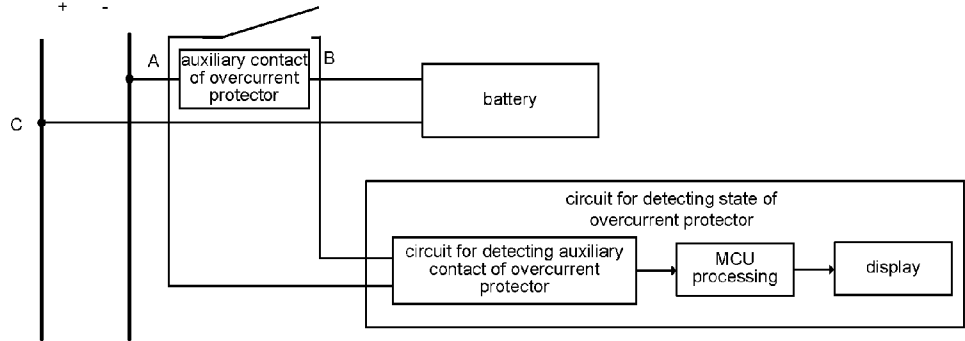 + -
A
B
auxiliary contact
of overcurrent
protector
battery
C
circuit for detecting state of
overcurrent protector
circuit for detecting auxiliary
contact of overcurrent
protector
MCU
processing
display